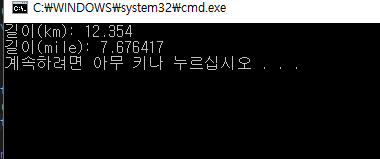 C:₩WINDOWS₩system32₩cmd.exe
길이(km): 12.354
길이(mile): 7.676417
계속하려면 아무 키나 누르십시오 . . .